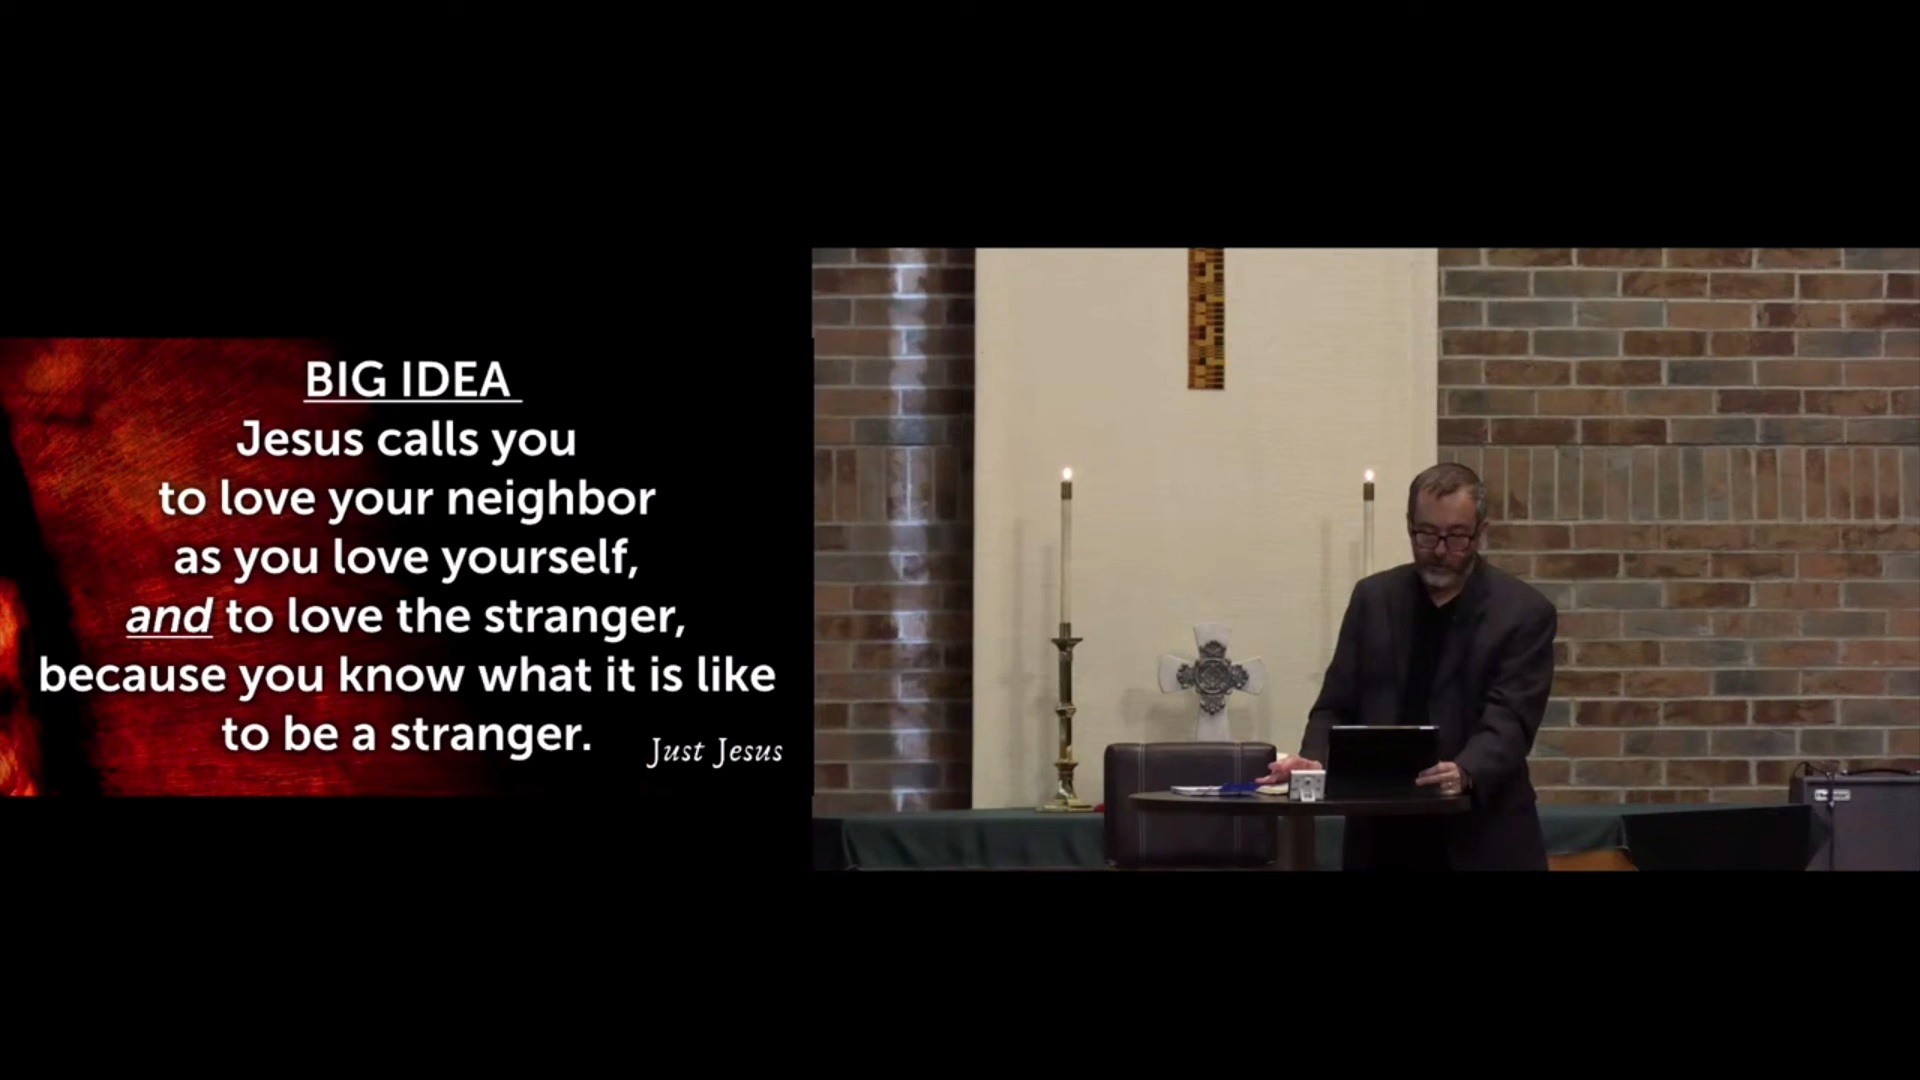 BIG IDEA
Jesus calls you
to love your neighbor
as you love yourself,
and to love the stranger,
because you know what it is like
to be a stranger.
Just Jesus